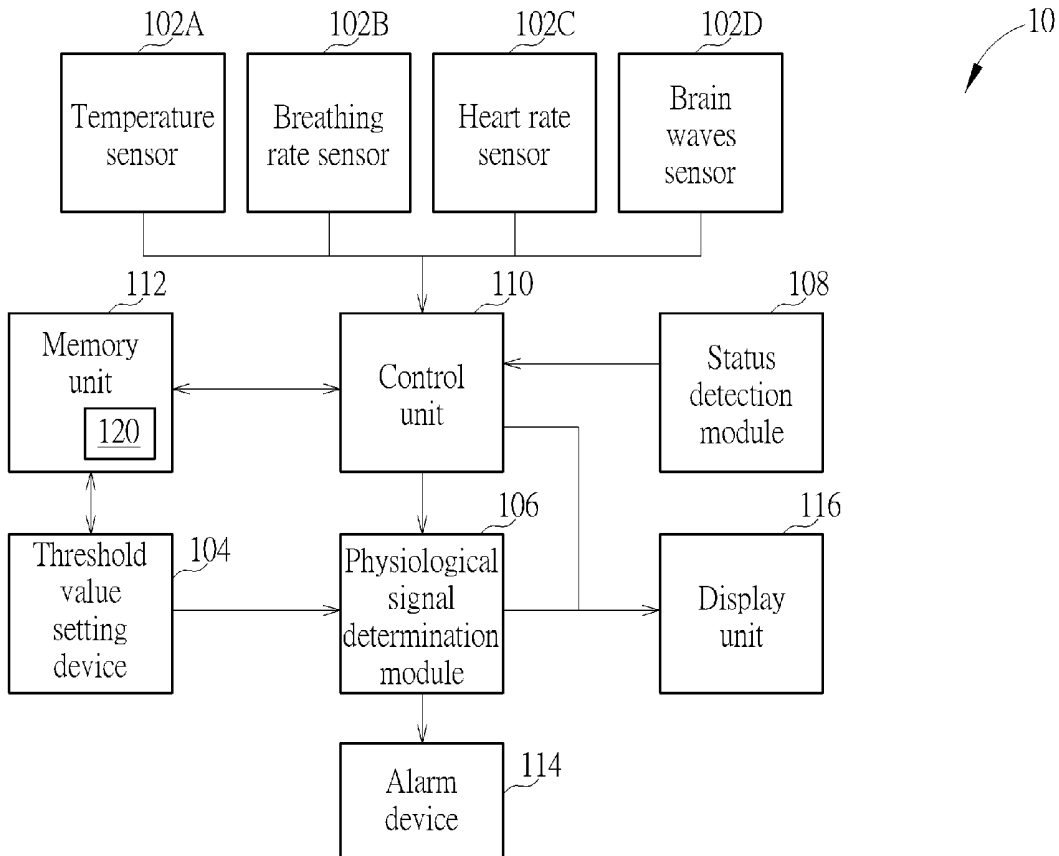 102A
102B
102C
102D
10
Temperature
sensor
Breathing
rate sensor
Heart rate
sensor
Brain
waves
sensor
112
110
108
Memory
unit
120
Control
unit
Status
detection
module
104
106
116
Threshold
value
setting
device
Physiological
signal
determination
module
Display
unit
114
Alarm
device